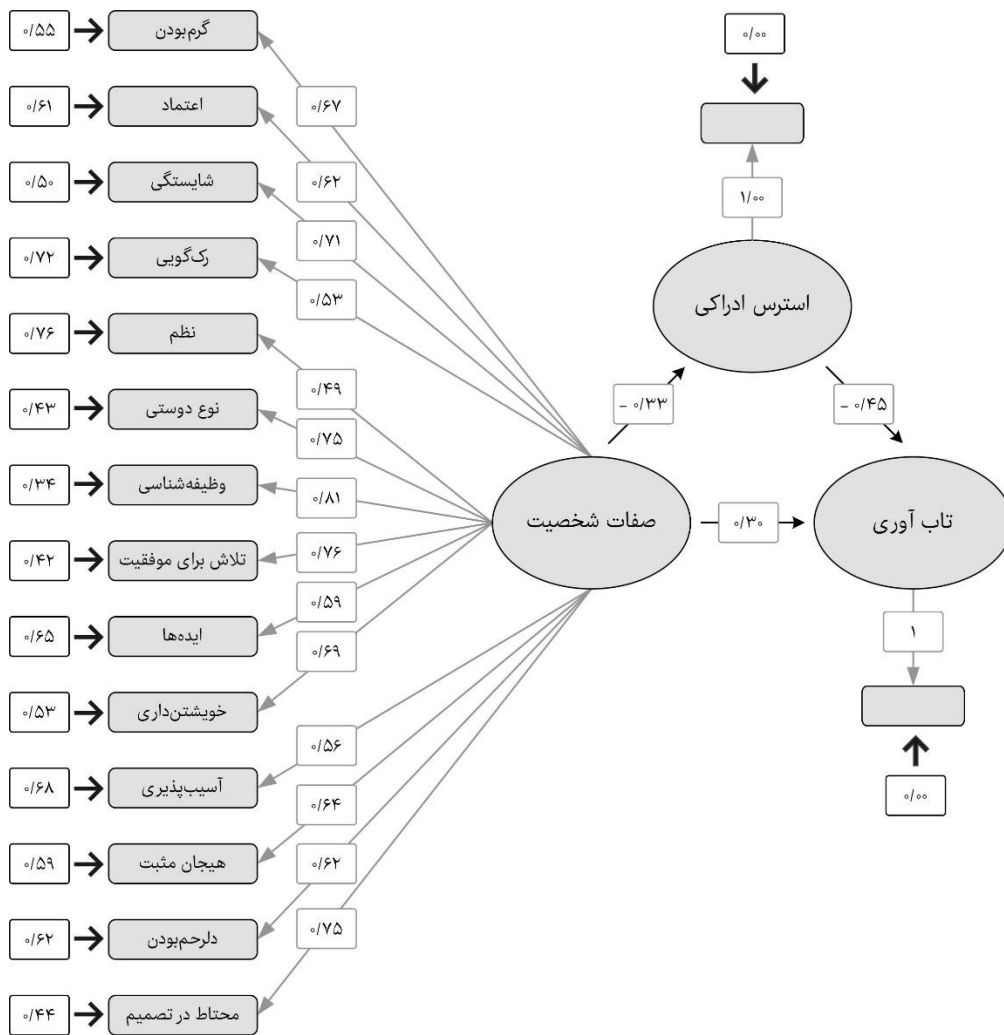 ۰/۵۵
گرم‌بودن
۰/۶۷
۰/۶۱
اعتماد
۰/۶۲
۰/۵۰
شایستگی
۰/۷۱
۰/۷۲
رک‌گویی
۰/۵۳
۰/۷۶
نظم
۰/۴۹
۰/۴۳
نوع دوستی
۰/۷۵
۰/۳۴
وظیفه‌شناسی
۰/۸۱
۰/۴۲
تلاش برای موفقیت
۰/۷۶
۰/۶۵
ایده‌ها
۰/۵۹
۰/۵۳
خویشتن‌داری
۰/۶۹
۰/۶۸
آسیب‌پذیری
۰/۵۶
۰/۵۹
هیجان مثبت
۰/۶۴
۰/۶۲
دلرحم‌بودن
۰/۶۲
۰/۴۴
محتاط در تصمیم
۰/۷۵
صفات شخصیت
– ۰/۳۳
۰/۳۰
۰/۰۰
۱/۰۰
استرس ادراکی
– ۰/۴۵
تاب آوری
۱
۰/۰۰